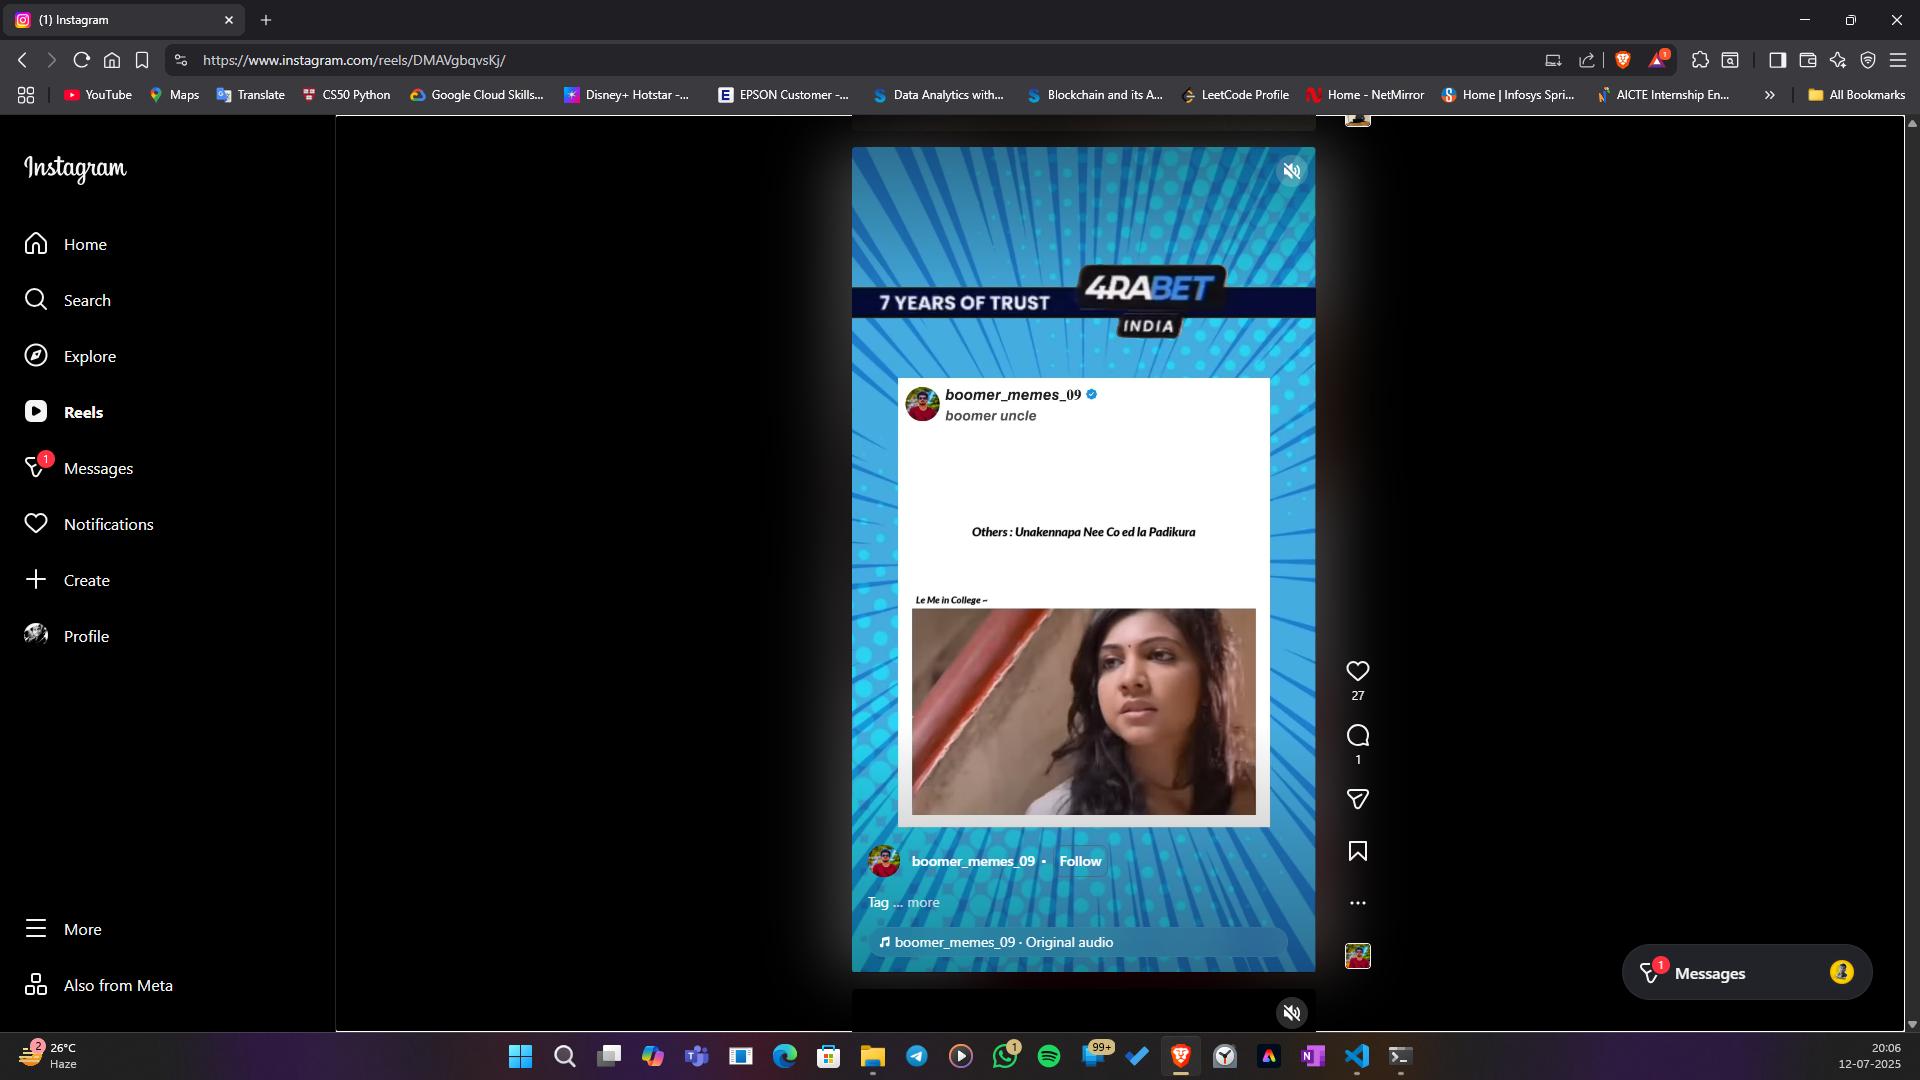 (1) Instagram
https://www.instagram.com/reels/DMAVgbqvsKj/
1
YouTube
Maps
Translate
CS50 Python
Google Cloud Skills...
Disney+ Hotstar -...
EPSON Customer -...
Data Analytics with...
Blockchain and its A...
LeetCode Profile
Home - NetMirror
Home | Infosys Spri...
AICTE Internship En...
All Bookmarks
Instagram
Home
Search
Explore
Reels
1
Messages
Notifications
Create
Profile
More
Also from Meta
7 YEARS OF TRUST
4RABET
INDIA
boomer_memes_09
boomer uncle
Others : Unakennapa Nee Co ed la Padikura
Le Me in College ~
boomer_memes_09 • Follow
Tag ... more
boomer_memes_09 · Original audio
27
1
1
Messages
2
26°C
Haze
1
99+
20:06
12-07-2025